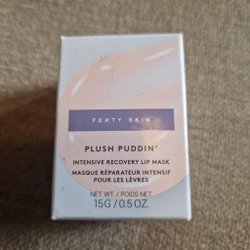 FENTY SKIN
PLUSH PUDDIN'
INTENSIVE RECOVERY LIP MASK
MASQUE RÉPARATEUR INTENSIF
POUR LES LÈVRES
NET WT. / POIDS NET
15G / 0.5 OZ.